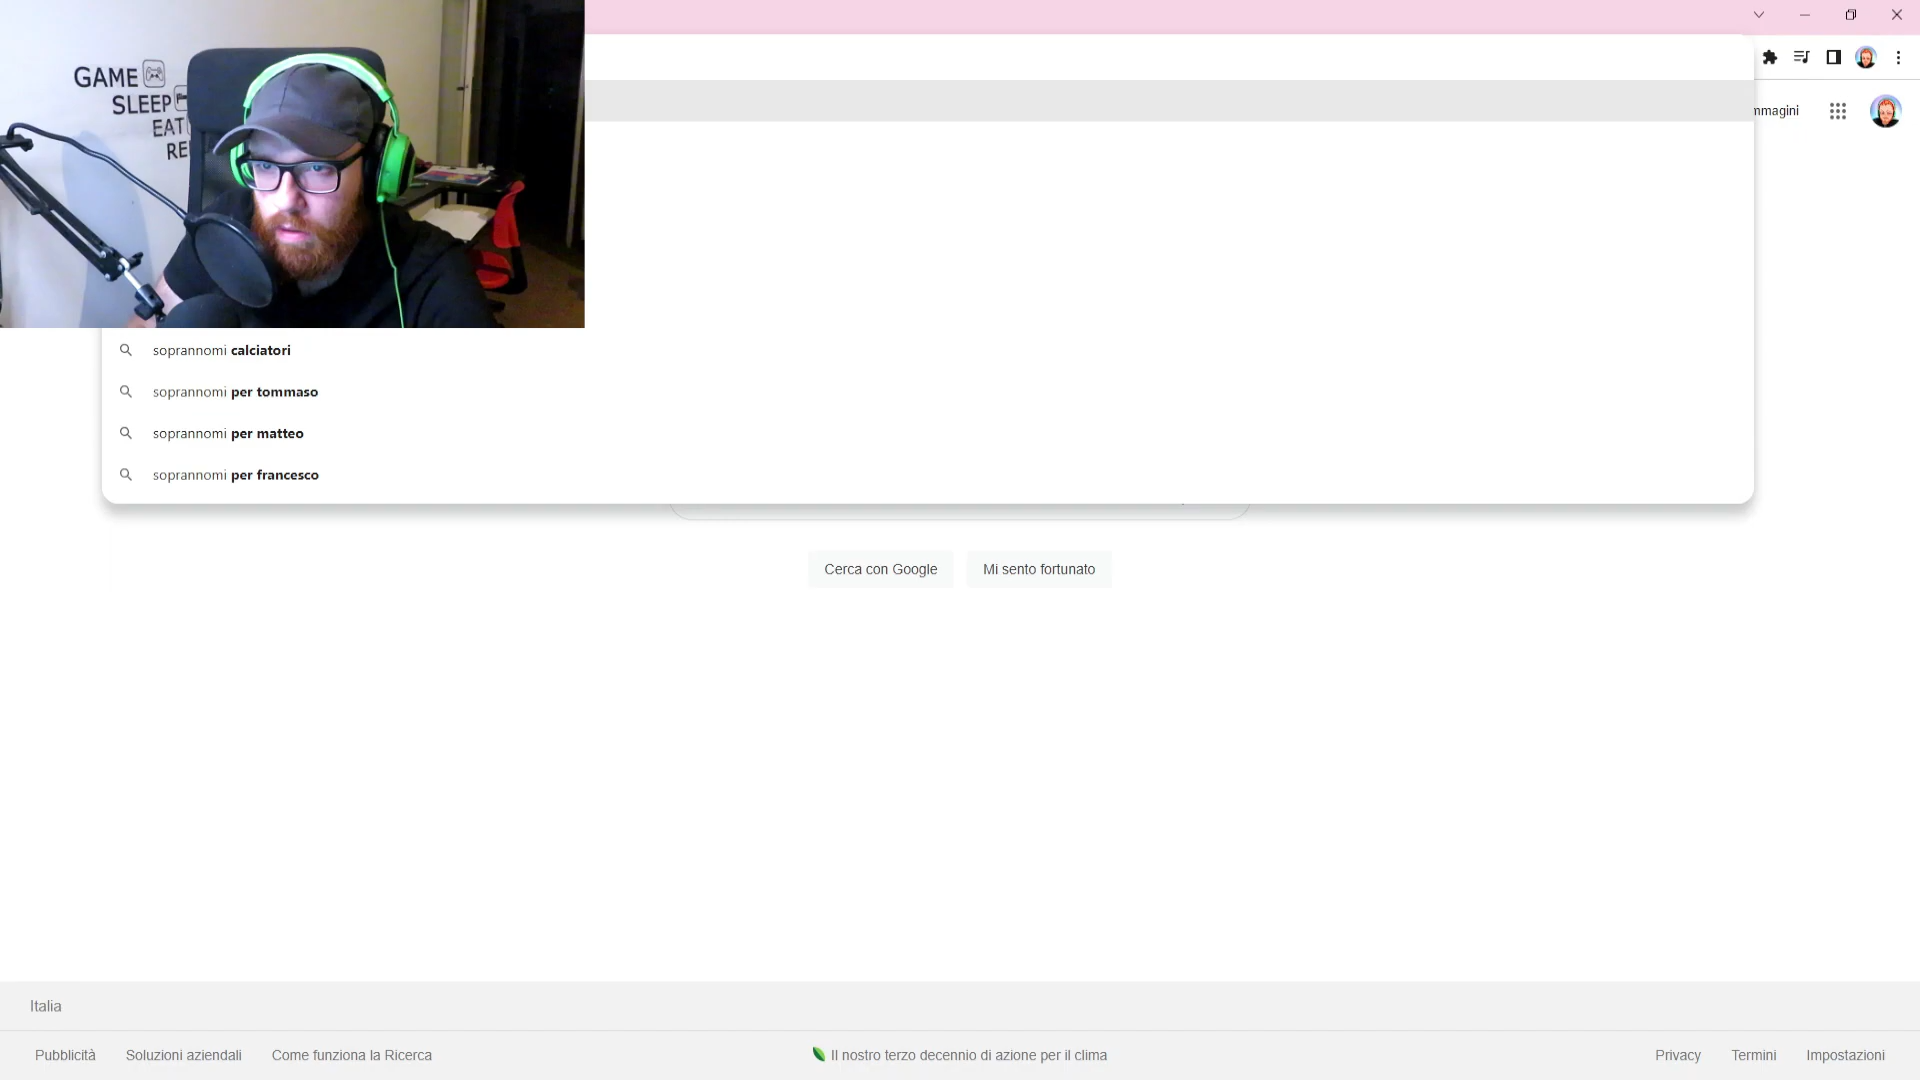 GAME
SLEEP
EAT
mmagini
soprannomi calciatori
soprannomi per tommaso
soprannomi per matteo
soprannomi per francesco
Cerca con Google
Mi sento fortunato
Italia
Pubblicità
Soluzioni aziendali
Come funziona la Ricerca
Il nostro terzo decennio di azione per il clima
Privacy
Termini
Impostazioni